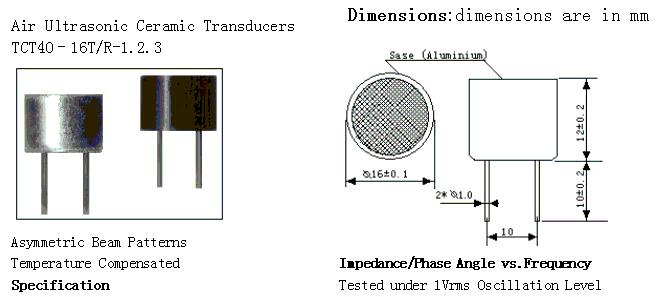 Air Ultrasonic Ceramic Transducers
TCT40-16T/R-1.2.3
Dimensions:dimensions are in mm
Sase (Aluminium)
⌀16±0.1
12±0.2
10±0.2
2*⌀1.0
10
Asymmetric Beam Patterns
Temperature Compensated
Specification
Impedance/Phase Angle vs.Frequency
Tested under 1Vrms Oscillation Level